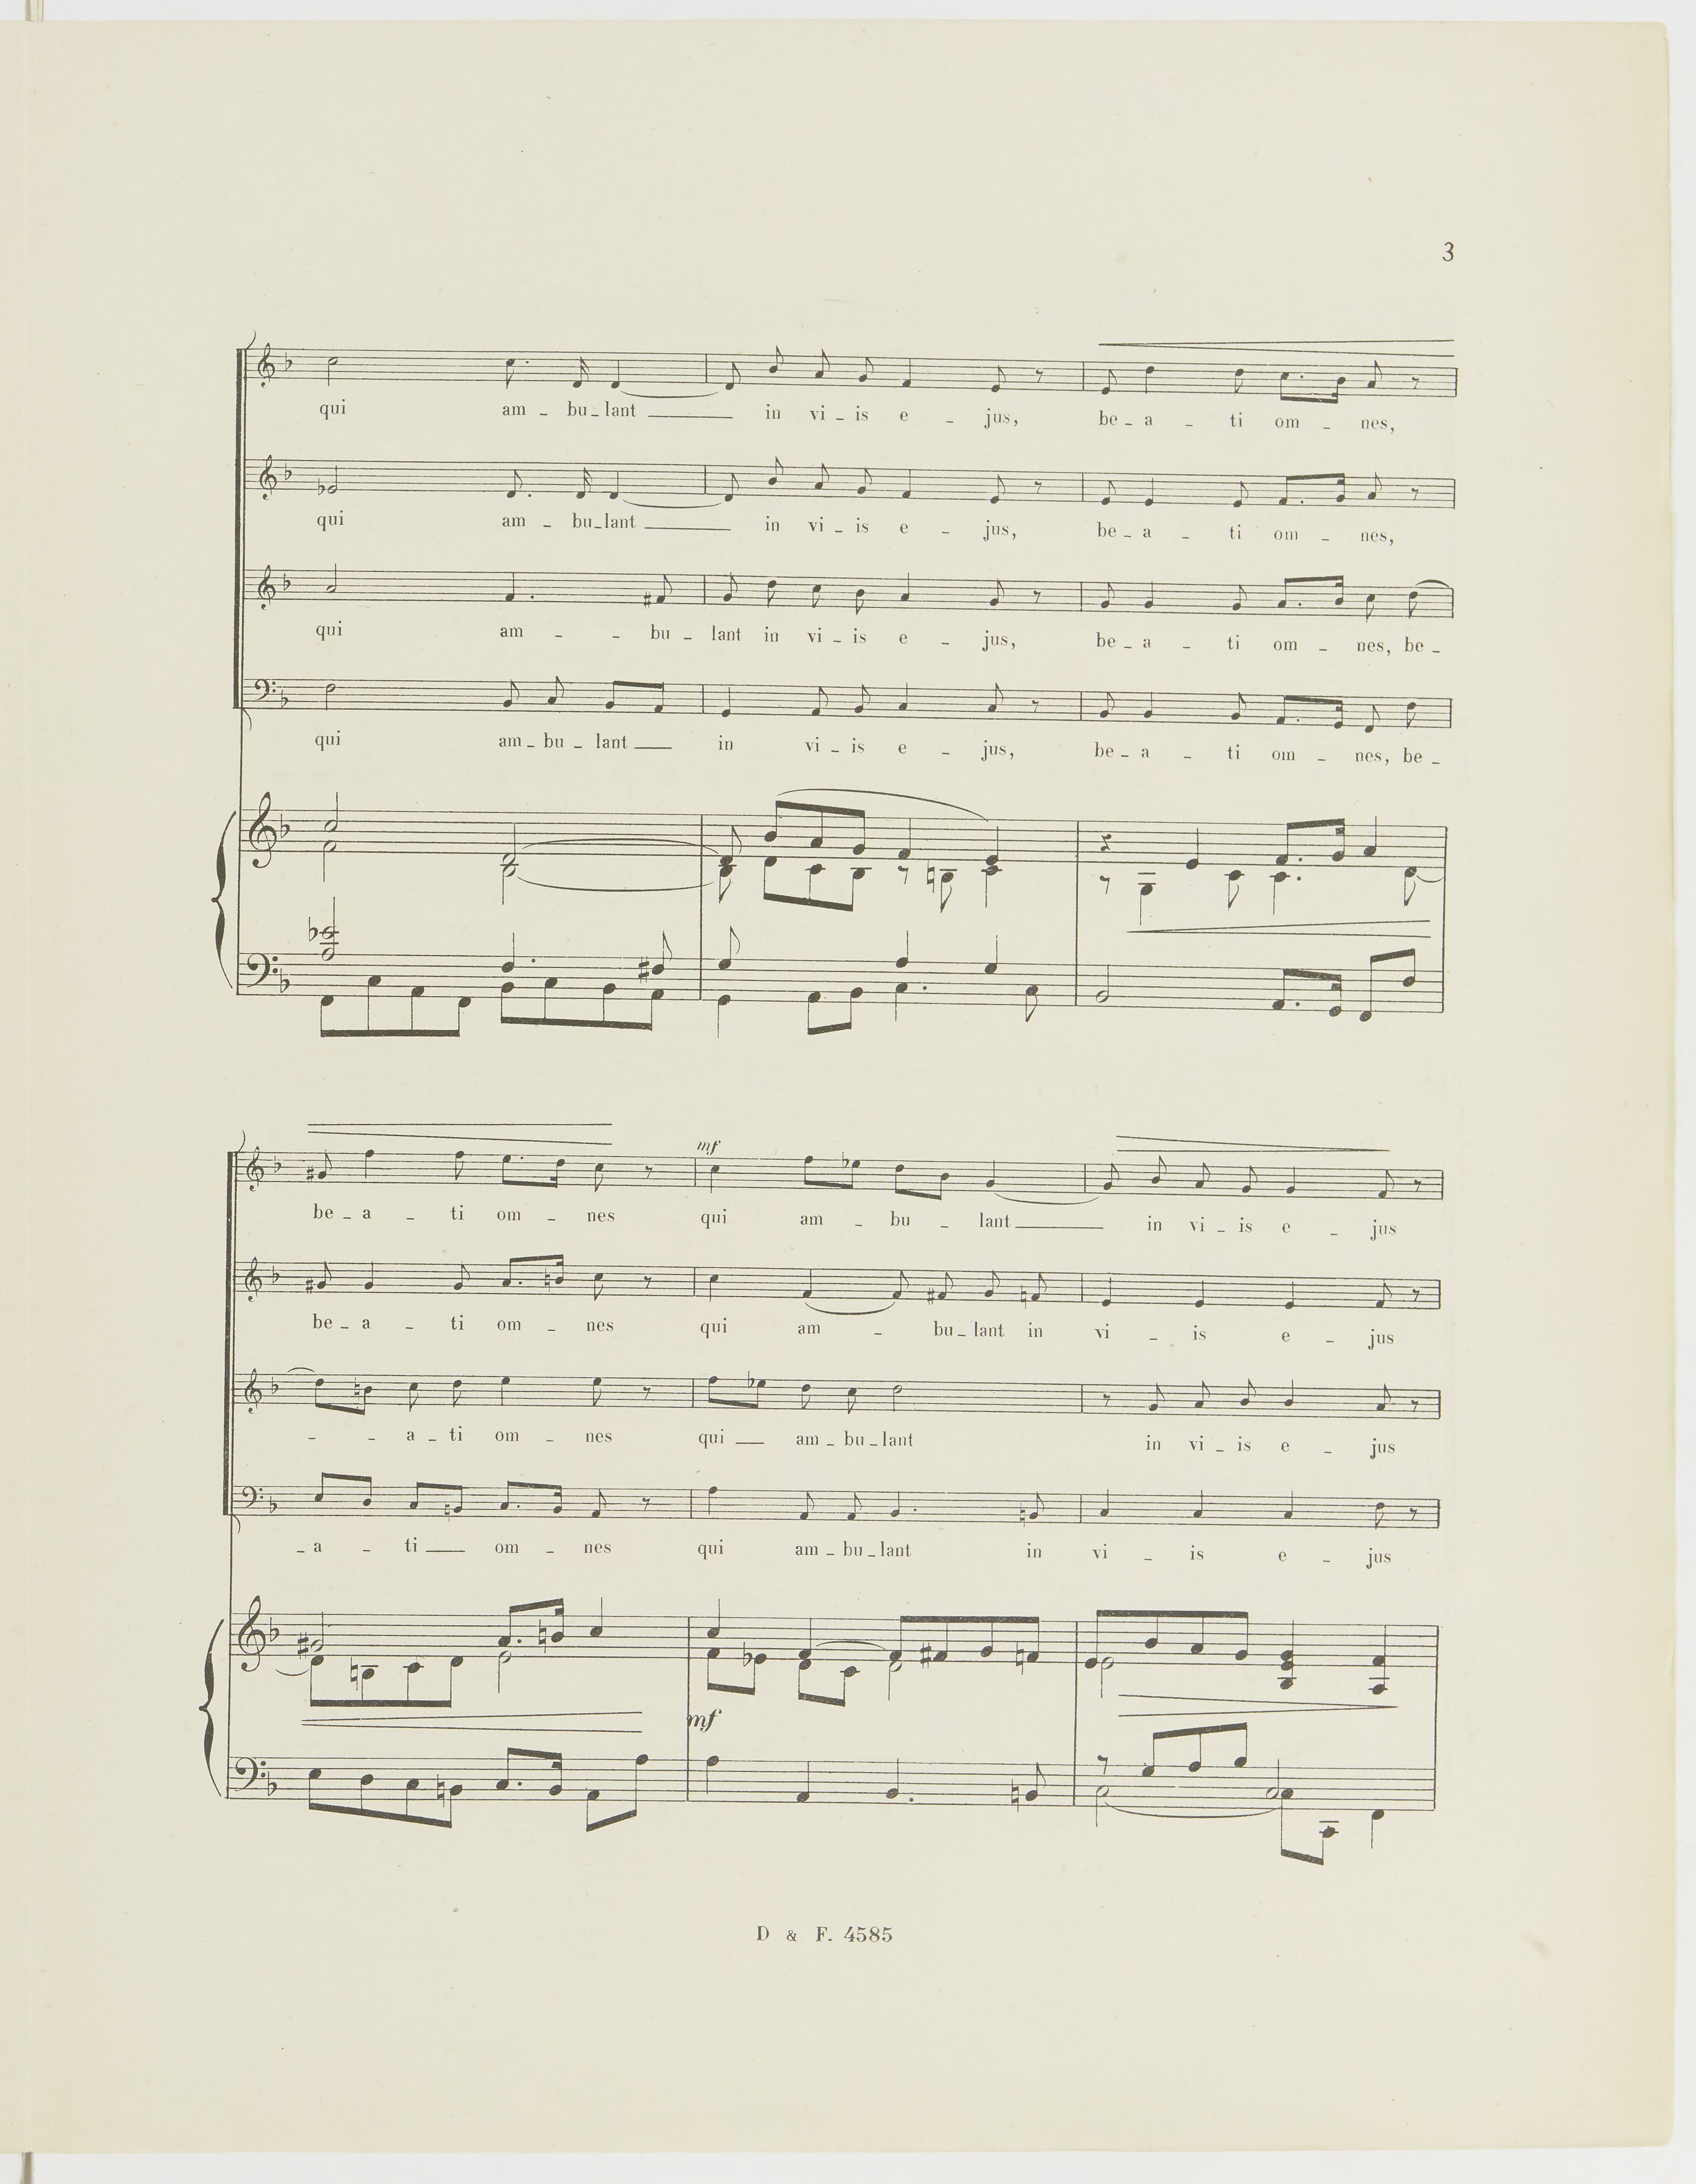 3
qui am - bu - lant in vi - is e - jus, be - a - ti om - nes,
qui am - bu - lant in vi - is e - jus, be - a - ti om - nes,
qui am - - bu - lant in vi - is e - jus, be - a - ti om - nes, be -
qui am - bu - lant in vi - is e - jus, be - a - ti om - nes, be -
mf
be - a - ti om - nes qui am - bu - lant in vi - is e - jus
be - a - ti om - nes qui am - bu - lant in vi - is e - jus
- - a - ti om - nes qui am - bu - lant in vi - is e - jus
- a - ti om - nes qui am - bu - lant in vi - is e - jus
mf
D & F. 4585